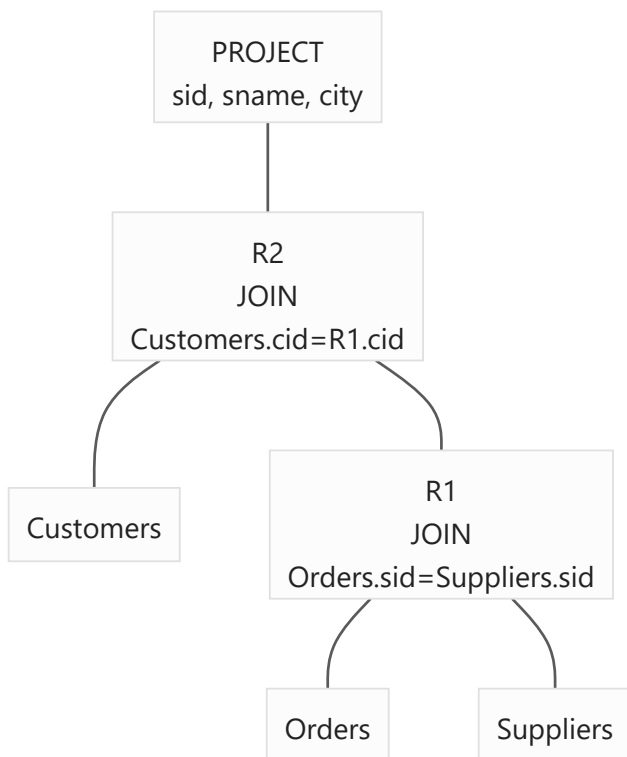 PROJECT
sid, sname, city
R2
JOIN
Customers.cid=R1.cid
Customers
R1
JOIN
Orders.sid=Suppliers.sid
Orders
Suppliers